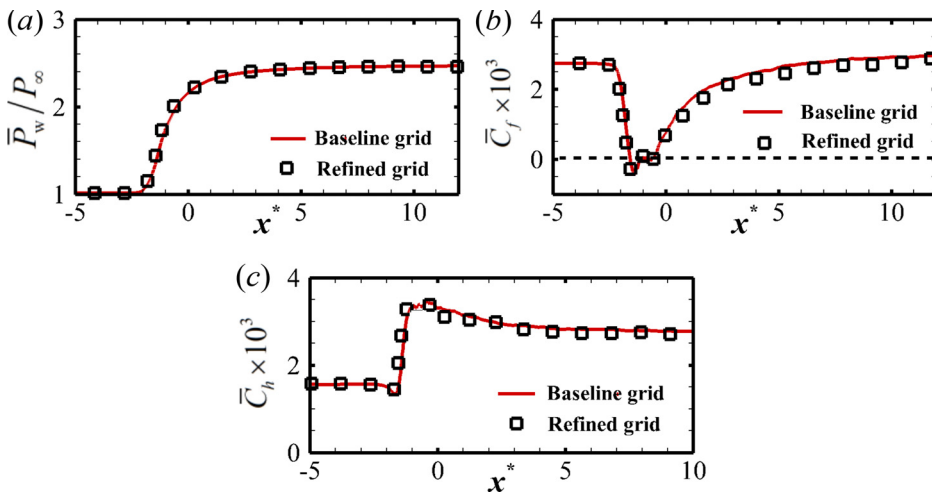 (a)
3
2
1
P̅w/P∞
Baseline grid
Refined grid
-5
0
5
10
x*
(b)
4
2
0
C̅f×10³
Baseline grid
Refined grid
-5
0
5
10
x*
(c)
4
2
0
C̅h×10³
Baseline grid
Refined grid
-5
0
5
10
x*